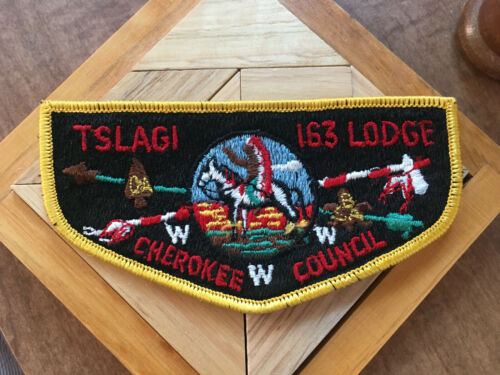 TSLAGI 163 LODGE
W W W
CHEROKEE COUNCIL